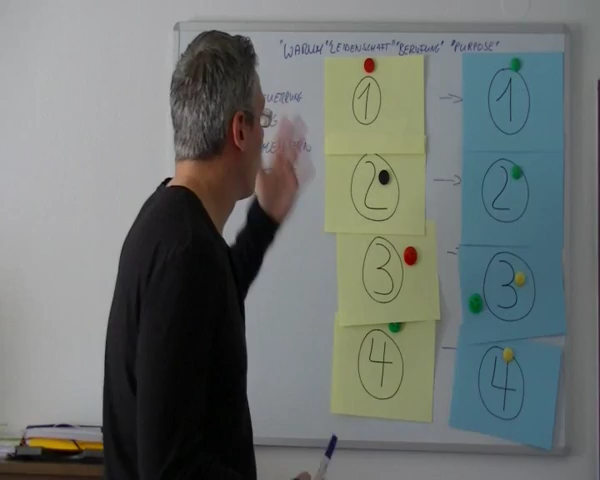 "WARUM" "LEIDENSCHAFT" "BERUFUNG" "PURPOSE"
1 → 1
2 → 2
3 3
4 4